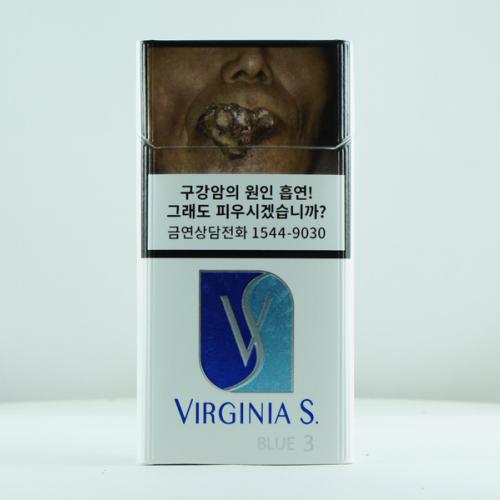 구강암의 원인 흡연!
그래도 피우시겠습니까?
금연상담전화 1544-9030
VS
VIRGINIA S.
BLUE 3